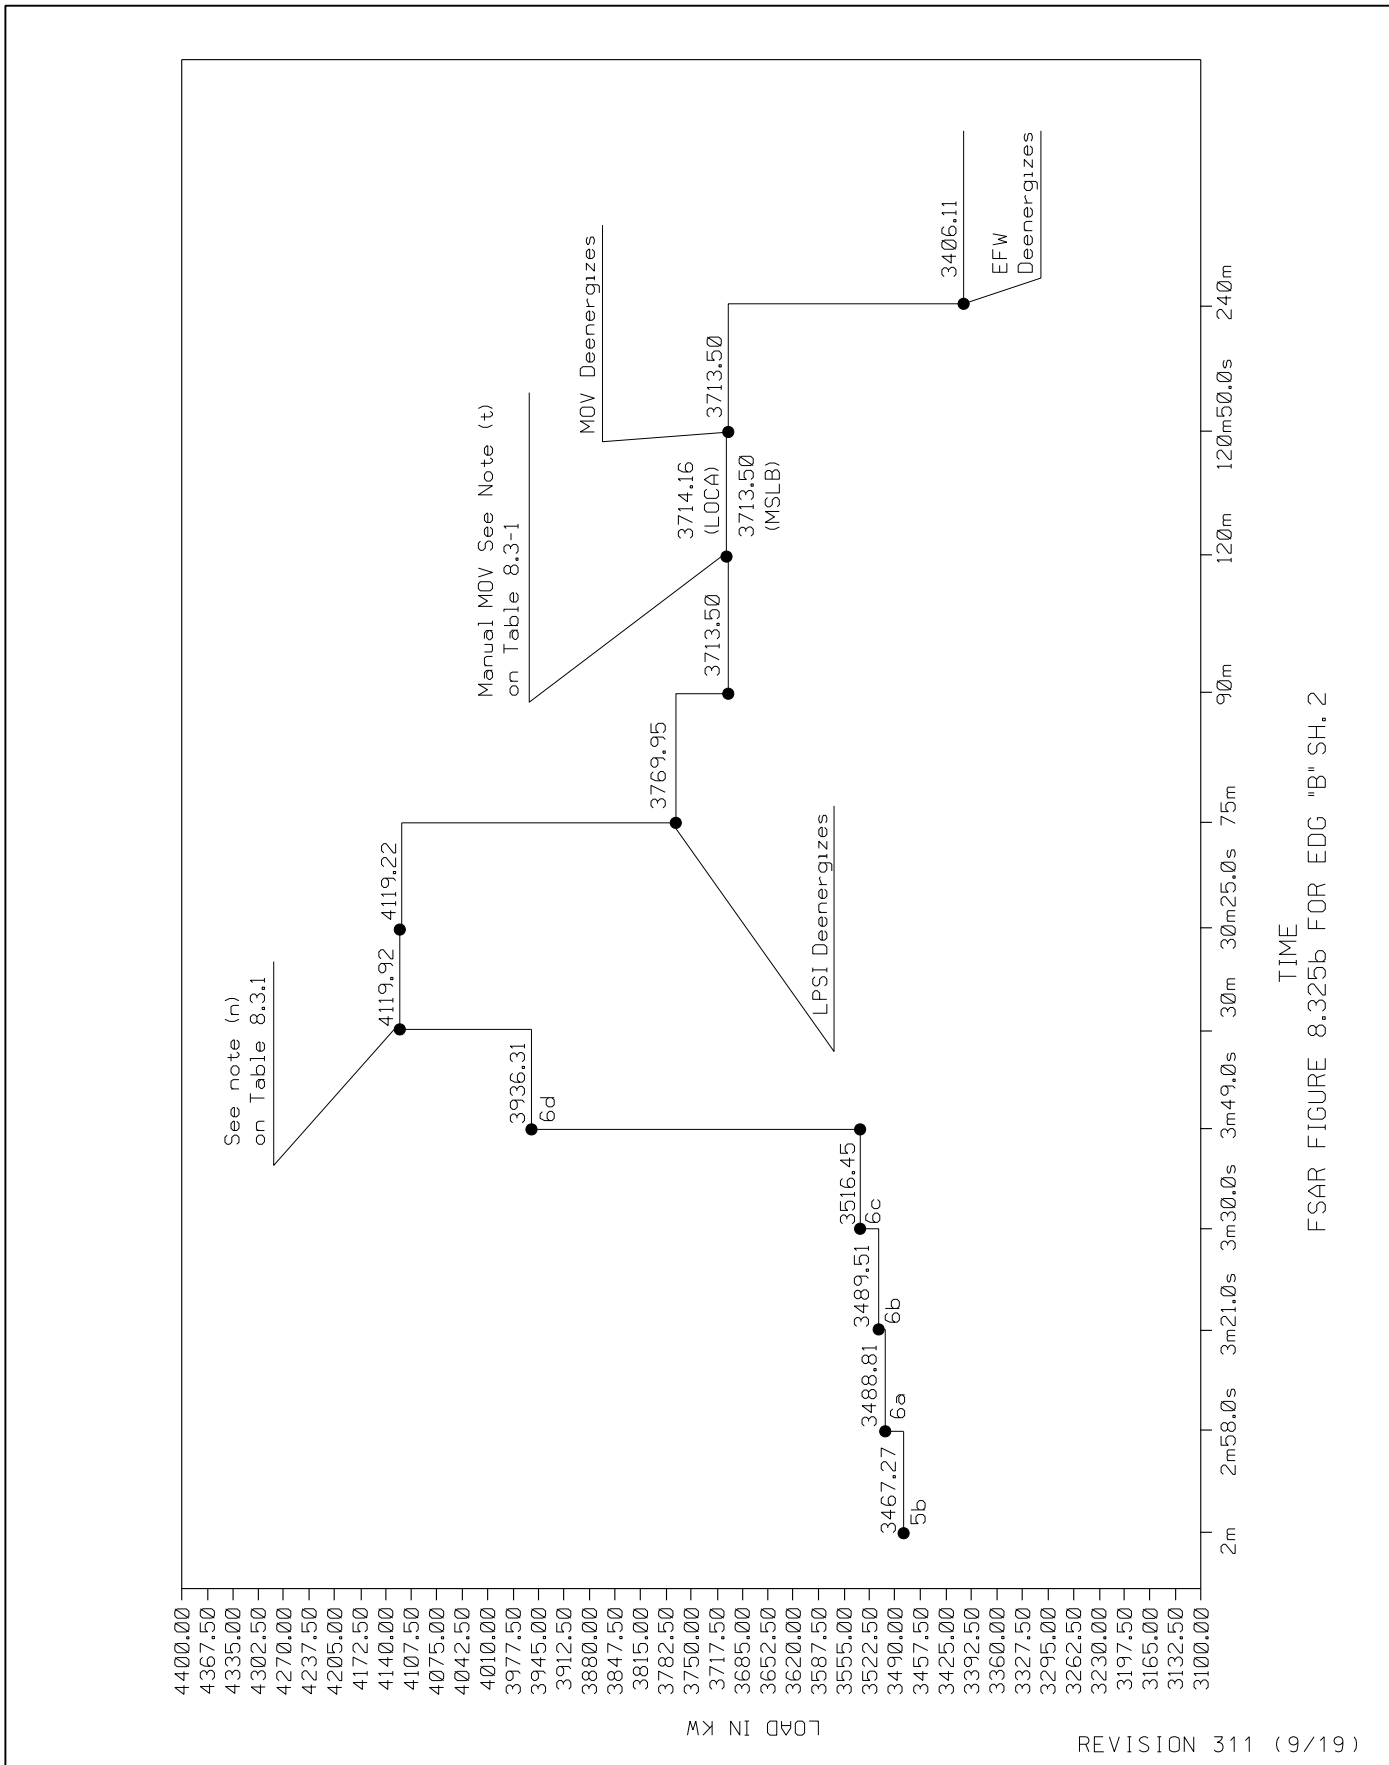 LOAD IN KW
4400.00
4367.50
4335.00
4302.50
4270.00
4237.50
4205.00
4172.50
4140.00
4107.50
4075.00
4042.50
4010.00
3977.50
3945.00
3912.50
3880.00
3847.50
3815.00
3782.50
3750.00
3717.50
3685.00
3652.50
3620.00
3587.50
3555.00
3522.50
3490.00
3457.50
3425.00
3392.50
3360.00
3327.50
3295.00
3262.50
3230.00
3197.50
3165.00
3132.50
3100.00
See note (n)
on Table 8.3.1
4119.92
4119.22
3936.31
6d
Manual MOV See Note (t)
on Table 8.3-1
MOV Deenergizes
3769.95
3713.50
3714.16
(LOCA)
3713.50
(MSLB)
3713.50
LPSI Deenergizes
3467.27
5b
3488.81
6a
3489.51
6b
3516.45
6c
3406.11
EFW
Deenergizes
2m
2m58.0s
3m21.0s
3m30.0s
3m49.0s
30m
30m25.0s
75m
90m
120m
120m50.0s
240m
TIME
FSAR FIGURE 8.325b FOR EDG "B" SH. 2
REVISION 311 (9/19)